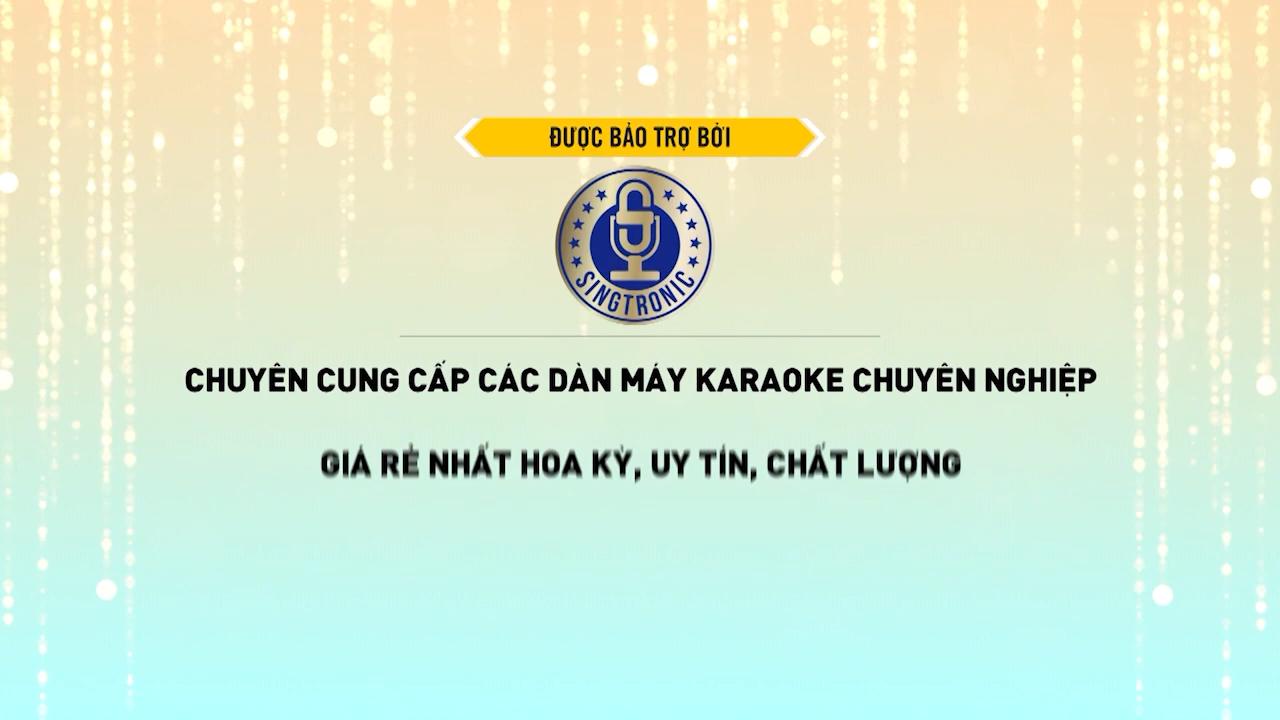 ĐƯỢC BẢO TRỢ BỞI
SINGTRONIC
CHUYÊN CUNG CẤP CÁC DÀN MÁY KARAOKE CHUYÊN NGHIỆP
GIÁ RẺ NHẤT HOA KỲ, UY TÍN, CHẤT LƯỢNG